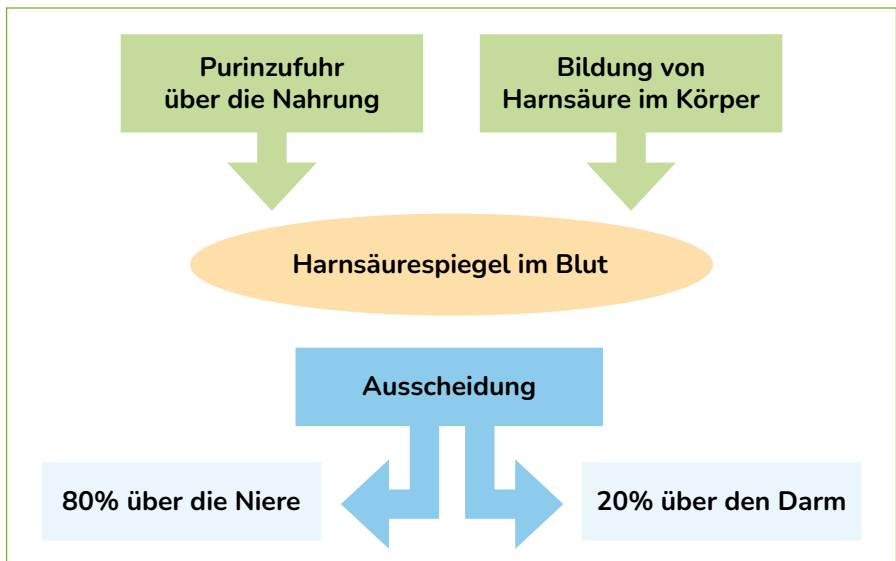 Purinzufuhr
über die Nahrung
Bildung von
Harnsäure im Körper
Harnsäurespiegel im Blut
Ausscheidung
80% über die Niere
20% über den Darm